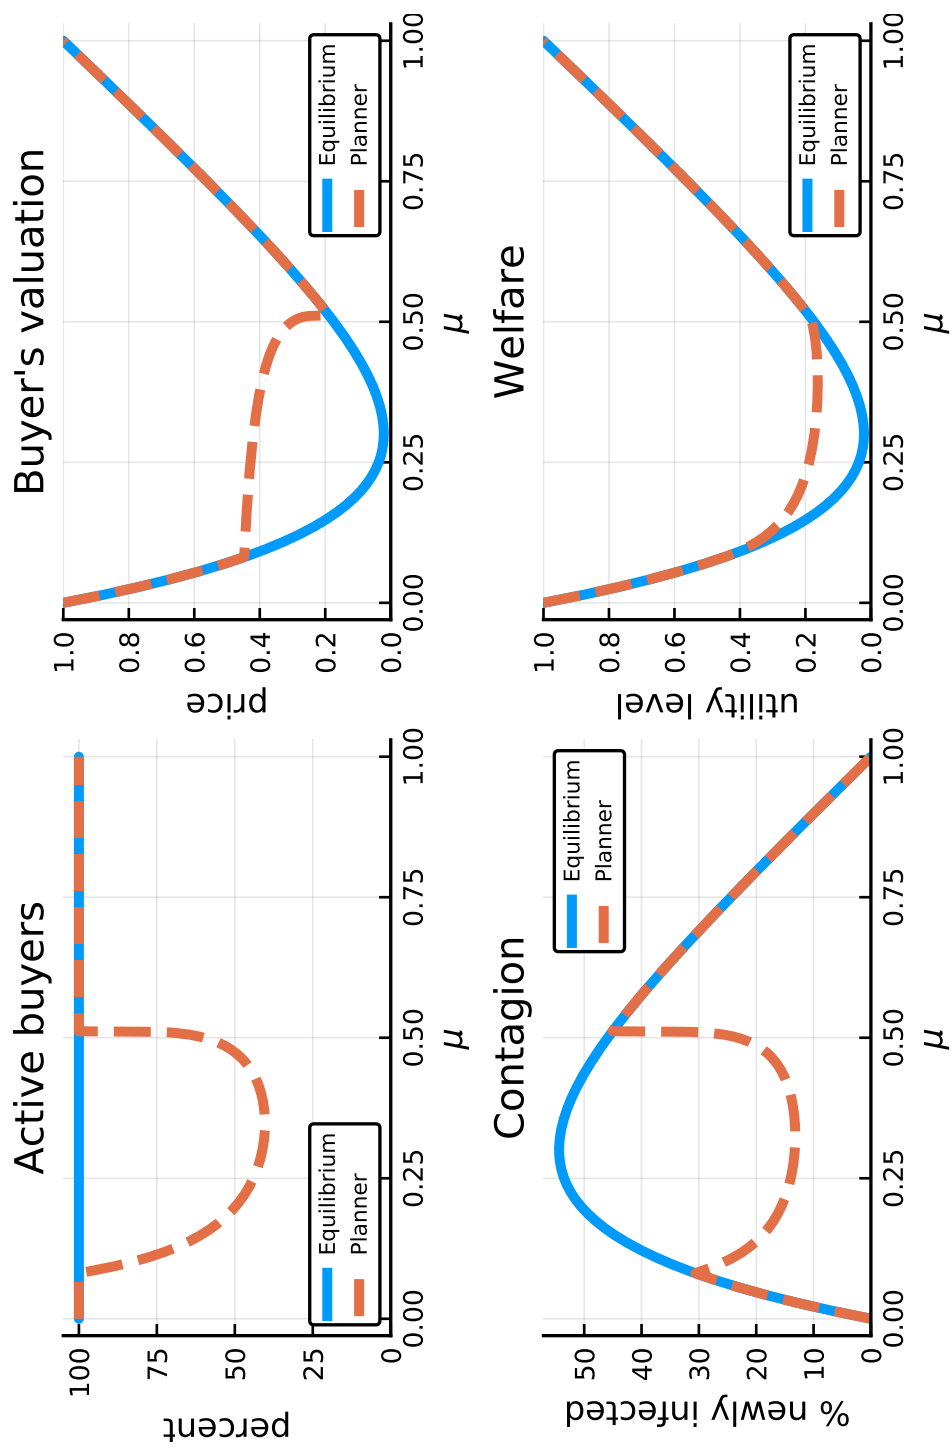 Active buyers
percent
100
75
50
25
0
0.00 0.25 0.50 0.75 1.00
μ
Equilibrium
Planner
Buyer's valuation
price
1.0
0.8
0.6
0.4
0.2
0.0
0.00 0.25 0.50 0.75 1.00
μ
Equilibrium
Planner
Contagion
% newly infected
50
40
30
20
10
0
0.00 0.25 0.50 0.75 1.00
μ
Equilibrium
Planner
Welfare
utility level
1.0
0.8
0.6
0.4
0.2
0.0
0.00 0.25 0.50 0.75 1.00
μ
Equilibrium
Planner